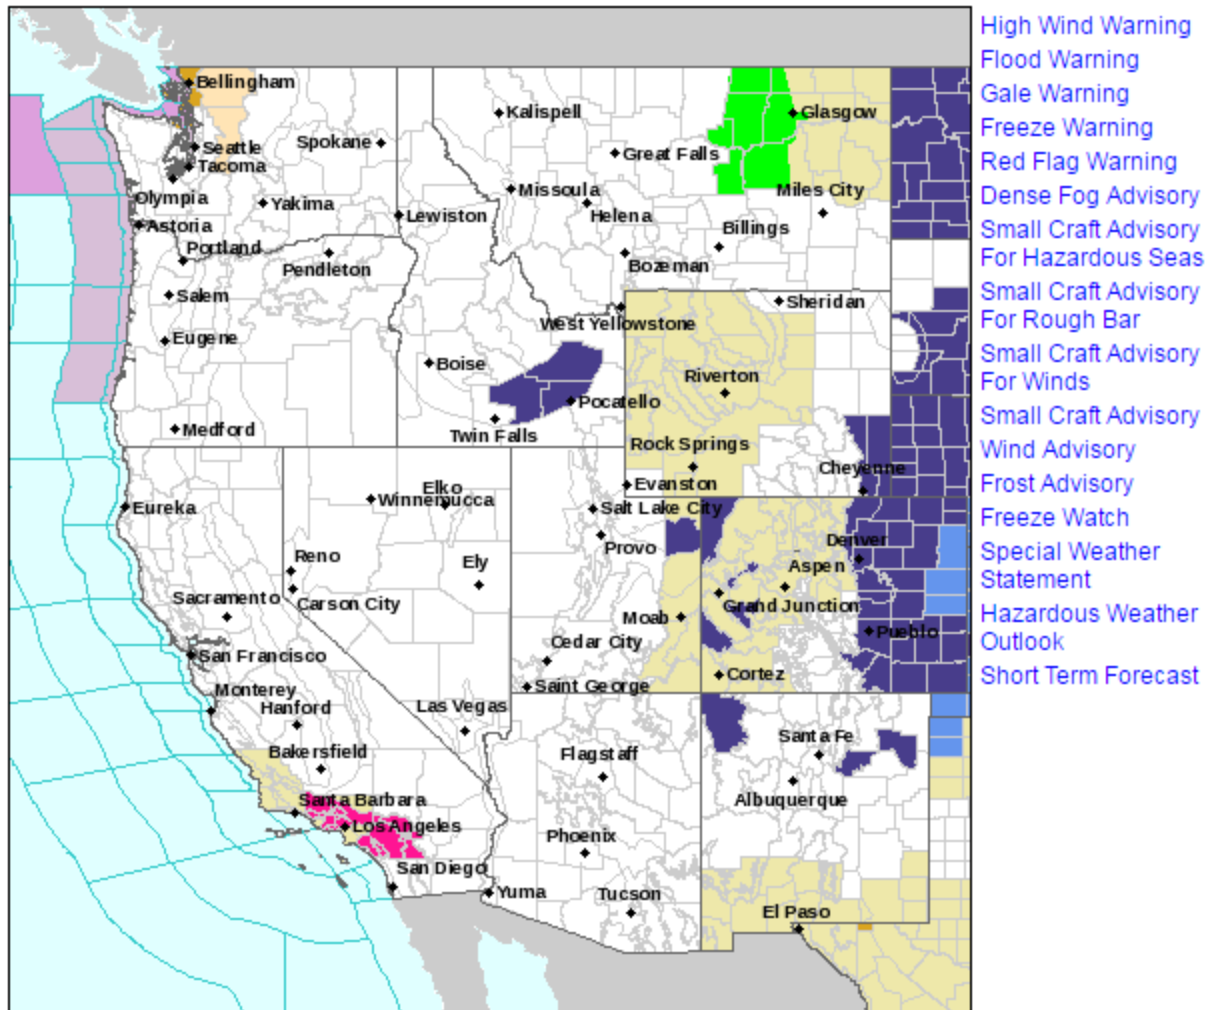 High Wind Warning
Flood Warning
Gale Warning
Freeze Warning
Red Flag Warning
Dense Fog Advisory
Small Craft Advisory
For Hazardous Seas
Small Craft Advisory
For Rough Bar
Small Craft Advisory
For Winds
Small Craft Advisory
Wind Advisory
Frost Advisory
Freeze Watch
Special Weather
Statement
Hazardous Weather
Outlook
Short Term Forecast
Bellingham
Kalispell
Glasgow
Spokane
Seattle
Great Falls
Tacoma
Missoula
Miles City
Olympia
Yakima
Helena
Lewiston
Astoria
Billings
Portland
Pendleton
Bozeman
Salem
Sheridan
West Yellowstone
Eugene
Boise
Riverton
Pocatello
Medford
Twin Falls
Rock Springs
Cheyenne
Evanston
Elko
Winnemucca
Eureka
Salt Lake City
Denver
Provo
Reno
Ely
Aspen
Sacramento
Carson City
Grand Junction
Moab
Pueblo
Cedar City
San Francisco
Cortez
Saint George
Monterey
Hanford
Las Vegas
Santa Fe
Bakersfield
Flagstaff
Santa Barbara
Albuquerque
Los Angeles
Phoenix
San Diego
Yuma
Tucson
El Paso